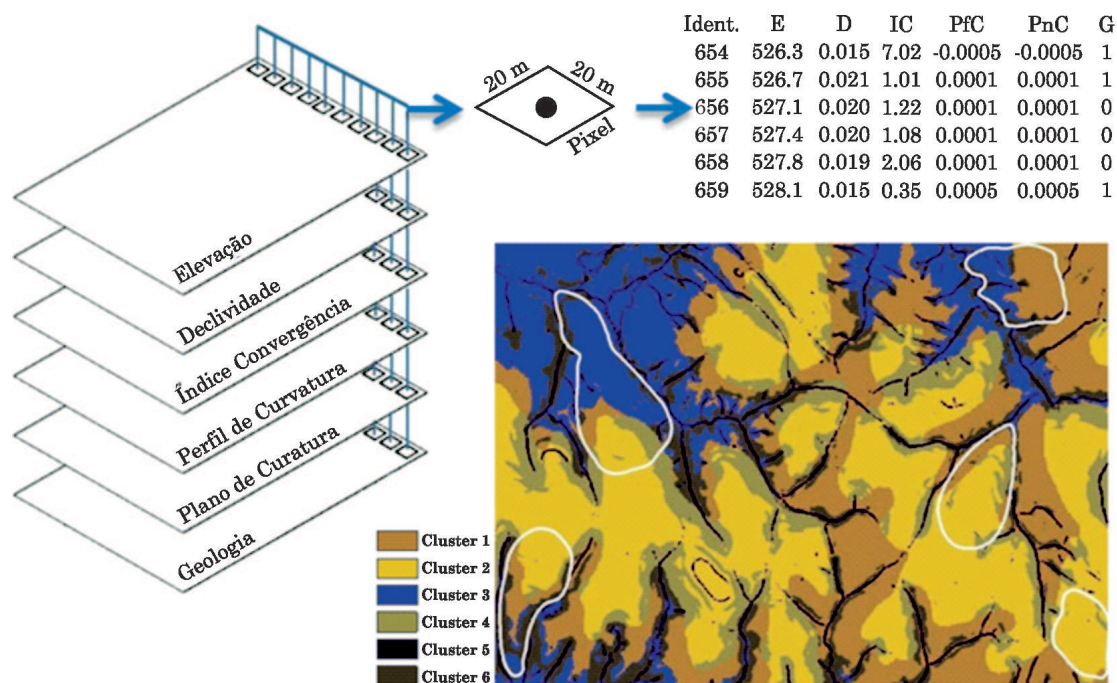 Ident. E D IC PfC PnC G
654 526.3 0.015 7.02 -0.0005 -0.0005 1
655 526.7 0.021 1.01 0.0001 0.0001 1
656 527.1 0.020 1.22 0.0001 0.0001 0
657 527.4 0.020 1.08 0.0001 0.0001 0
658 527.8 0.019 2.06 0.0001 0.0001 0
659 528.1 0.015 0.35 0.0005 0.0005 1
20 m 20 m
Pixel
Elevação
Declividade
Índice Convergência
Perfil de Curvatura
Plano de Curatura
Geologia
Cluster 1
Cluster 2
Cluster 3
Cluster 4
Cluster 5
Cluster 6